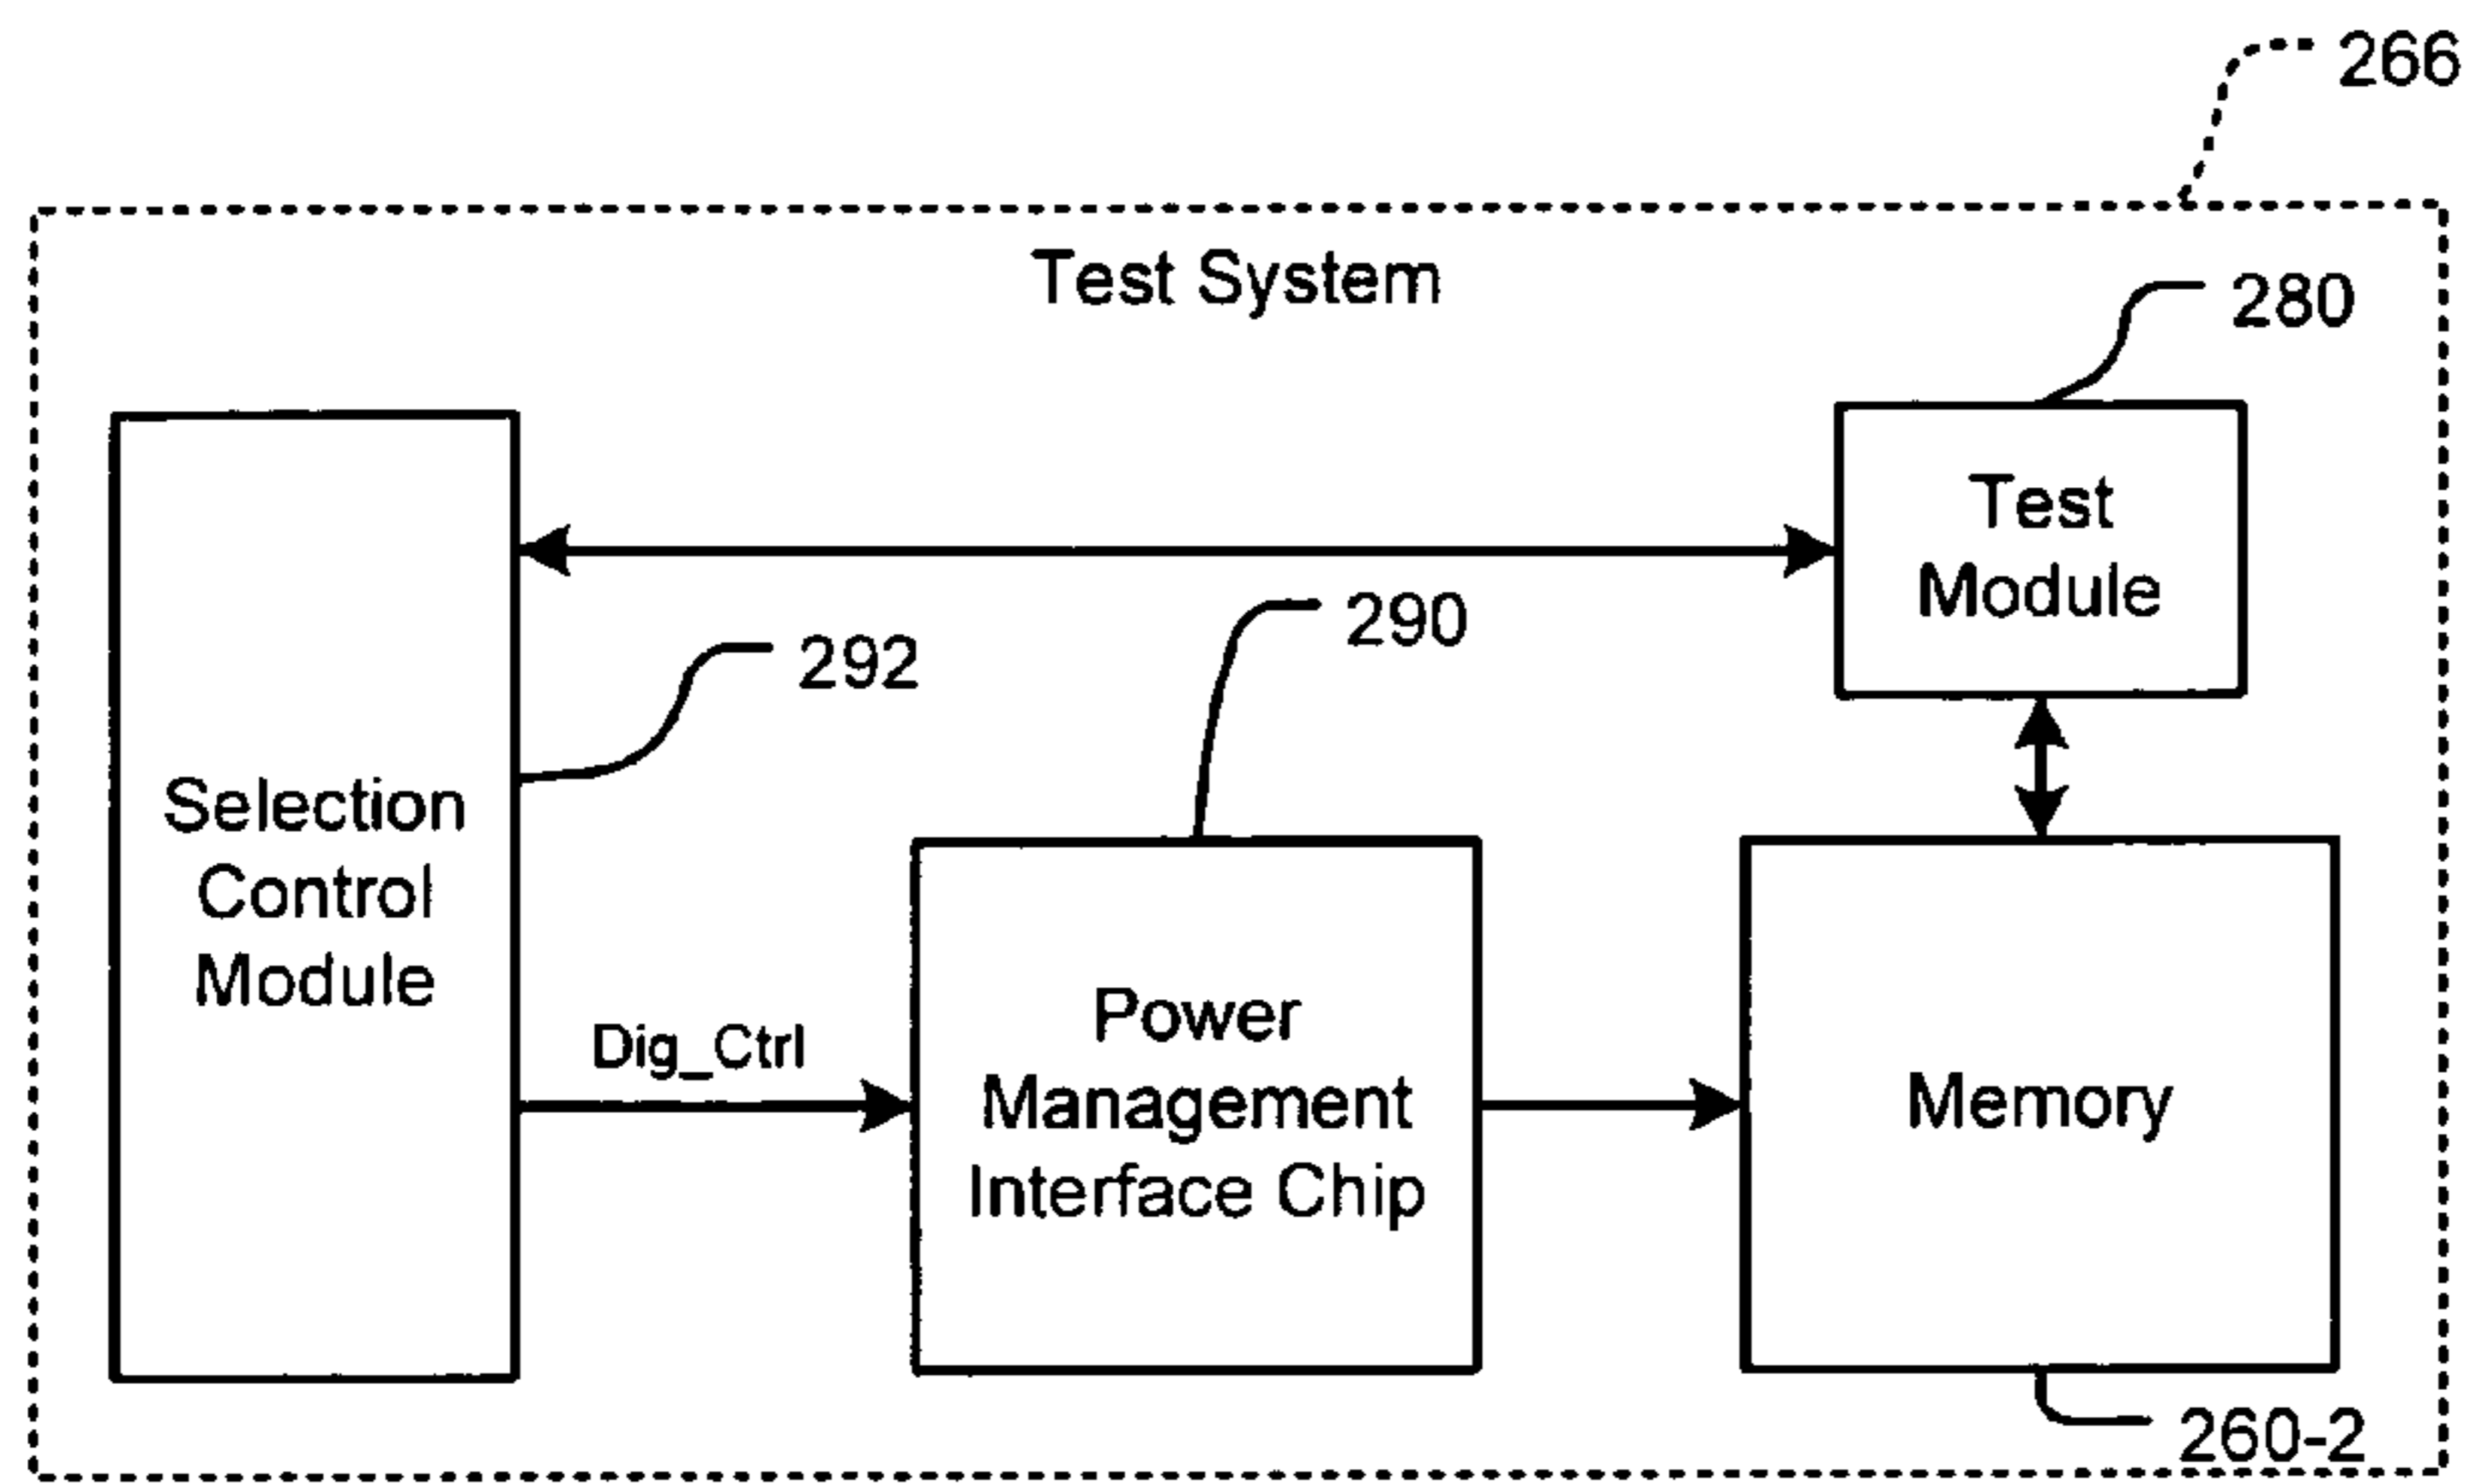 266
Test System
280
Test
Module
290
292
Selection
Control
Module
Dig_Ctrl
Power
Management
Interface Chip
Memory
260-2